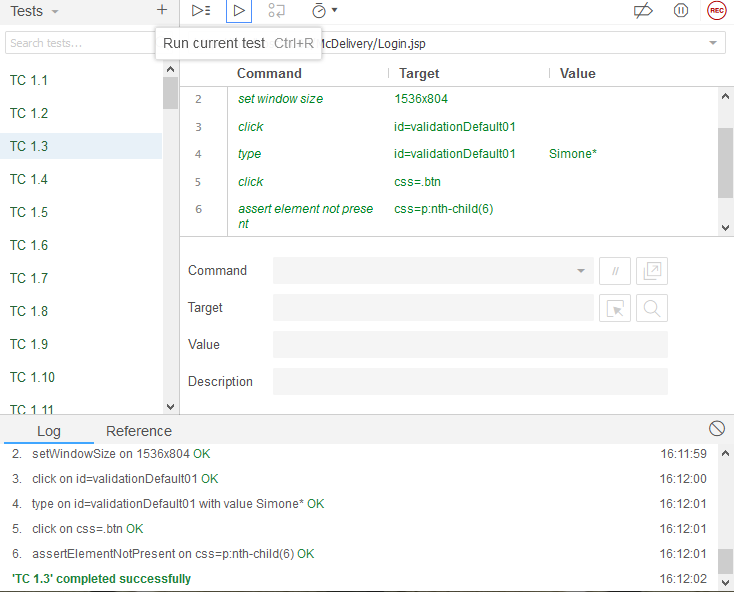 Tests
REC
Search tests...
Run current test Ctrl+R
McDelivery/Login.jsp
Command Target Value
TC 1.1
TC 1.2
TC 1.3
TC 1.4
TC 1.5
TC 1.6
TC 1.7
TC 1.8
TC 1.9
TC 1.10
TC 1.11
2 set window size 1536x804
3 click id=validationDefault01
4 type id=validationDefault01 Simone*
5 click css=.btn
6 assert element not prese
nt css=p:nth-child(6)
Command //
Target
Value
Description
Log Reference
2. setWindowSize on 1536x804 OK 16:11:59
3. click on id=validationDefault01 OK 16:12:00
4. type on id=validationDefault01 with value Simone* OK 16:12:01
5. click on css=.btn OK 16:12:01
6. assertElementNotPresent on css=p:nth-child(6) OK 16:12:01
'TC 1.3' completed successfully 16:12:02